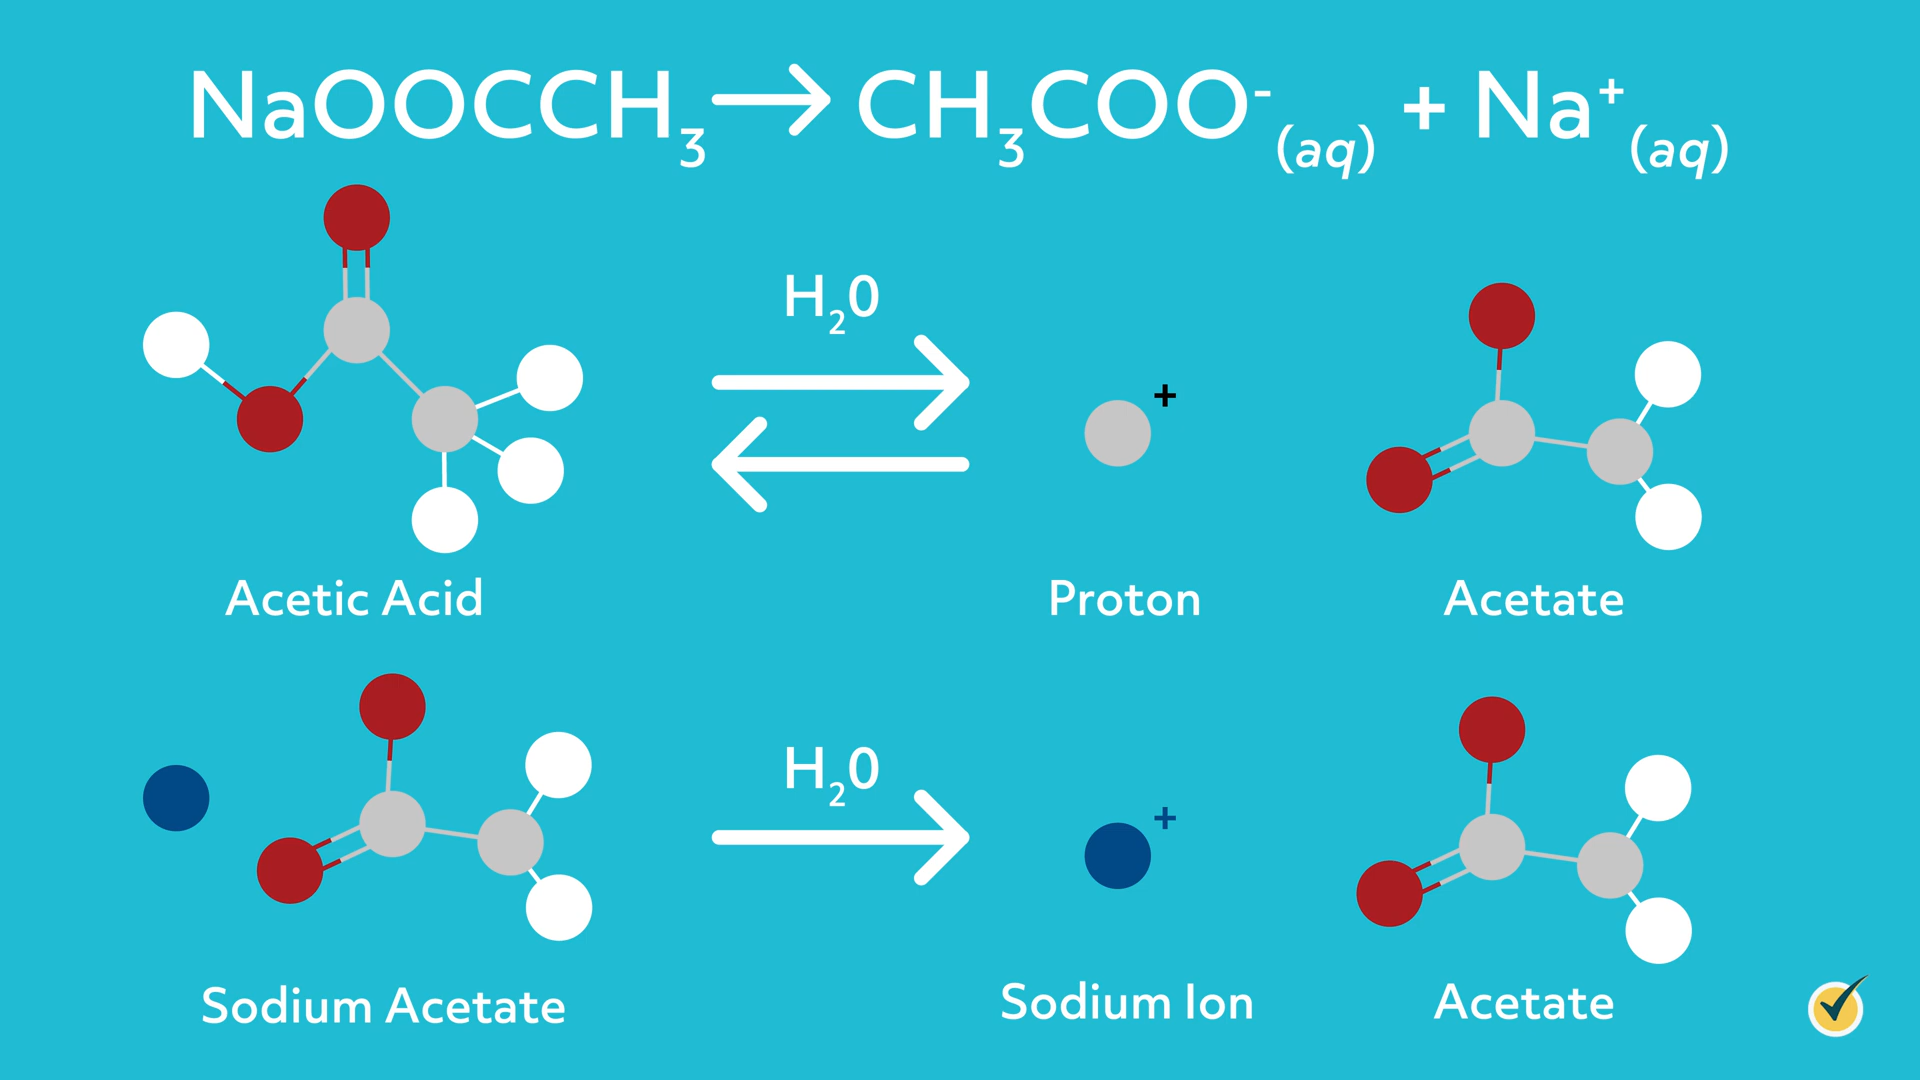 NaOOCCH₃ → CH₃COO⁻(aq) + Na⁺(aq)
H₂0
+
Acetic Acid
Proton
Acetate
H₂0
+
Sodium Acetate
Sodium Ion
Acetate